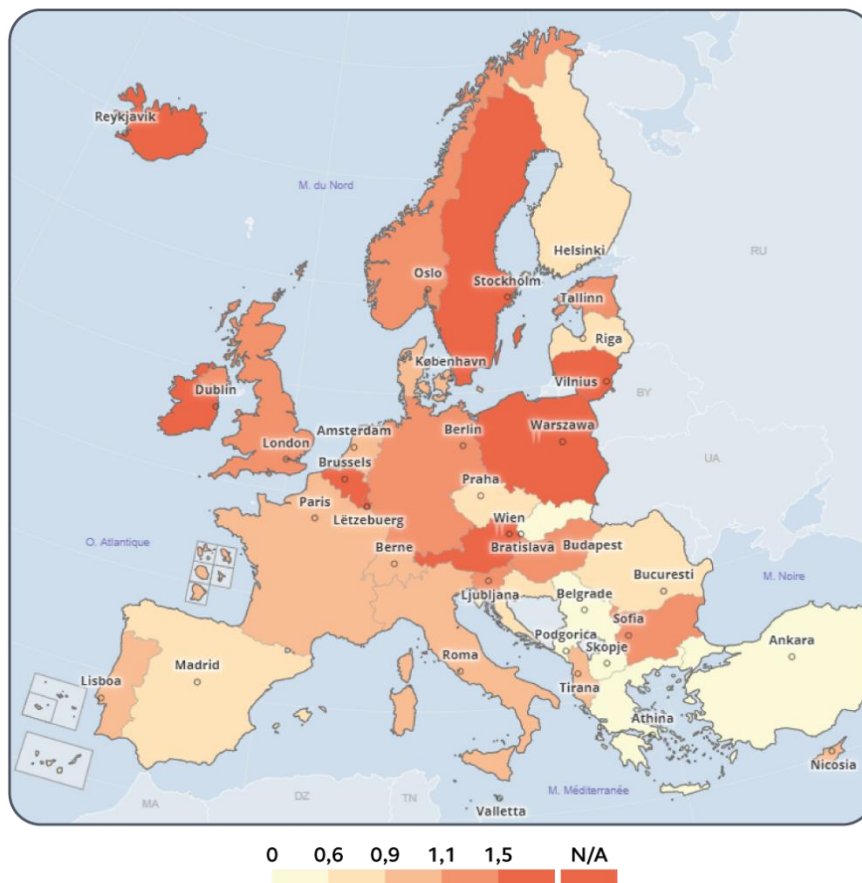 Reykjavik
M. du Nord
RU
Helsinki
Oslo
Stockholm
Tallinn
Riga
København
Vilnius
BY
Dublin
Amsterdam
Berlin
Warszawa
London
Brussels
UA
Praha
Paris
Lëtzebuerg
Wien
O. Atlantique
Berne
Bratislava
Budapest
Bucuresti
M. Noire
Ljubljana
Belgrade
Sofia
Podgorica
Ankara
Skopje
Madrid
Roma
Lisboa
Tirana
Athina
Nicosia
M. Méditerranée
MA
DZ
TN
Valletta
0 0,6 0,9 1,1 1,5 N/A